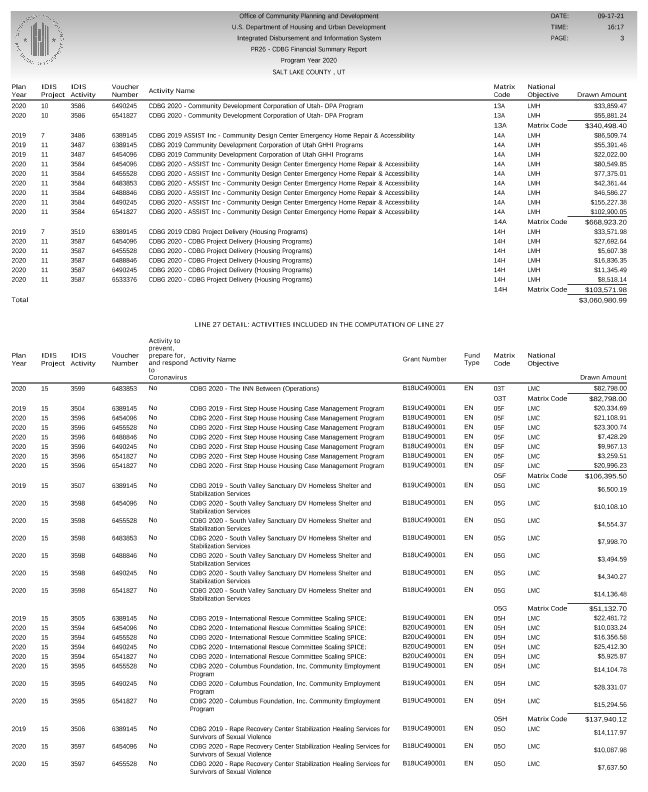 Office of Community Planning and Development DATE: 09-17-21
U.S. Department of Housing and Urban Development TIME: 16:17
Integrated Disbursement and Information System PAGE: 3
PR26 - CDBG Financial Summary Report
Program Year 2020
SALT LAKE COUNTY , UT
Plan Year IDIS Project IDIS Activity Voucher Number Activity Name Matrix Code National Objective Drawn Amount
2020 10 3586 6490245 CDBG 2020 - Community Development Corporation of Utah- DPA Program 13A LMH $33,859.47
2020 10 3586 6541827 CDBG 2020 - Community Development Corporation of Utah- DPA Program 13A LMH $55,881.24
13A Matrix Code $340,498.40
2019 7 3486 6389145 CDBG 2019 ASSIST Inc - Community Design Center Emergency Home Repair & Accessibility 14A LMH $86,509.74
2019 11 3487 6389145 CDBG 2019 Community Development Corporation of Utah GHHI Programs 14A LMH $55,391.46
2019 11 3487 6454096 CDBG 2019 Community Development Corporation of Utah GHHI Programs 14A LMH $22,022.00
2020 11 3584 6454096 CDBG 2020 - ASSIST Inc - Community Design Center Emergency Home Repair & Accessibility 14A LMH $80,549.85
2020 11 3584 6455528 CDBG 2020 - ASSIST Inc - Community Design Center Emergency Home Repair & Accessibility 14A LMH $77,375.01
2020 11 3584 6483853 CDBG 2020 - ASSIST Inc - Community Design Center Emergency Home Repair & Accessibility 14A LMH $42,361.44
2020 11 3584 6488846 CDBG 2020 - ASSIST Inc - Community Design Center Emergency Home Repair & Accessibility 14A LMH $46,586.27
2020 11 3584 6490245 CDBG 2020 - ASSIST Inc - Community Design Center Emergency Home Repair & Accessibility 14A LMH $155,227.38
2020 11 3584 6541827 CDBG 2020 - ASSIST Inc - Community Design Center Emergency Home Repair & Accessibility 14A LMH $102,900.05
14A Matrix Code $668,923.20
2019 7 3519 6389145 CDBG 2019 CDBG Project Delivery (Housing Programs) 14H LMH $33,571.98
2020 11 3587 6454096 CDBG 2020 - CDBG Project Delivery (Housing Programs) 14H LMH $27,692.64
2020 11 3587 6455528 CDBG 2020 - CDBG Project Delivery (Housing Programs) 14H LMH $5,607.38
2020 11 3587 6488846 CDBG 2020 - CDBG Project Delivery (Housing Programs) 14H LMH $16,836.35
2020 11 3587 6490245 CDBG 2020 - CDBG Project Delivery (Housing Programs) 14H LMH $11,345.49
2020 11 3587 6533376 CDBG 2020 - CDBG Project Delivery (Housing Programs) 14H LMH $8,518.14
14H Matrix Code $103,571.98
Total $3,060,980.99
LINE 27 DETAIL: ACTIVITIES INCLUDED IN THE COMPUTATION OF LINE 27
Plan Year IDIS Project IDIS Activity Voucher Number Activity to prevent, prepare for, and respond to Coronavirus Activity Name Grant Number Fund Type Matrix Code National Objective Drawn Amount
2020 15 3599 6483853 No CDBG 2020 - The INN Between (Operations) B18UC490001 EN 03T LMC $82,798.00
03T Matrix Code $82,798.00
2019 15 3504 6389145 No CDBG 2019 - First Step House Housing Case Management Program B19UC490001 EN 05F LMC $20,334.69
2020 15 3596 6454096 No CDBG 2020 - First Step House Housing Case Management Program B18UC490001 EN 05F LMC $21,108.91
2020 15 3596 6455528 No CDBG 2020 - First Step House Housing Case Management Program B18UC490001 EN 05F LMC $23,300.74
2020 15 3596 6488846 No CDBG 2020 - First Step House Housing Case Management Program B18UC490001 EN 05F LMC $7,428.29
2020 15 3596 6490245 No CDBG 2020 - First Step House Housing Case Management Program B18UC490001 EN 05F LMC $9,967.13
2020 15 3596 6541827 No CDBG 2020 - First Step House Housing Case Management Program B18UC490001 EN 05F LMC $3,259.51
2020 15 3596 6541827 No CDBG 2020 - First Step House Housing Case Management Program B19UC490001 EN 05F LMC $20,996.23
05F Matrix Code $106,395.50
2019 15 3507 6389145 No CDBG 2019 - South Valley Sanctuary DV Homeless Shelter and B19UC490001 EN 05G LMC $6,500.19
Stabilization Services
2020 15 3598 6454096 No CDBG 2020 - South Valley Sanctuary DV Homeless Shelter and B18UC490001 EN 05G LMC $10,108.10
Stabilization Services
2020 15 3598 6455528 No CDBG 2020 - South Valley Sanctuary DV Homeless Shelter and B18UC490001 EN 05G LMC $4,554.37
Stabilization Services
2020 15 3598 6483853 No CDBG 2020 - South Valley Sanctuary DV Homeless Shelter and B18UC490001 EN 05G LMC $7,998.70
Stabilization Services
2020 15 3598 6488846 No CDBG 2020 - South Valley Sanctuary DV Homeless Shelter and B18UC490001 EN 05G LMC $3,494.59
Stabilization Services
2020 15 3598 6490245 No CDBG 2020 - South Valley Sanctuary DV Homeless Shelter and B18UC490001 EN 05G LMC $4,340.27
Stabilization Services
2020 15 3598 6541827 No CDBG 2020 - South Valley Sanctuary DV Homeless Shelter and B18UC490001 EN 05G LMC $14,136.48
Stabilization Services
05G Matrix Code $51,132.70
2019 15 3505 6389145 No CDBG 2019 - International Rescue Committee Scaling SPICE: B19UC490001 EN 05H LMC $22,481.72
2020 15 3594 6454096 No CDBG 2020 - International Rescue Committee Scaling SPICE: B20UC490001 EN 05H LMC $10,033.24
2020 15 3594 6455528 No CDBG 2020 - International Rescue Committee Scaling SPICE: B20UC490001 EN 05H LMC $16,356.58
2020 15 3594 6490245 No CDBG 2020 - International Rescue Committee Scaling SPICE: B20UC490001 EN 05H LMC $25,412.30
2020 15 3594 6541827 No CDBG 2020 - International Rescue Committee Scaling SPICE: B20UC490001 EN 05H LMC $5,925.87
2020 15 3595 6455528 No CDBG 2020 - Columbus Foundation, Inc. Community Employment B19UC490001 EN 05H LMC $14,104.78
Program
2020 15 3595 6490245 No CDBG 2020 - Columbus Foundation, Inc. Community Employment B19UC490001 EN 05H LMC $28,331.07
Program
2020 15 3595 6541827 No CDBG 2020 - Columbus Foundation, Inc. Community Employment B19UC490001 EN 05H LMC $15,294.56
Program
05H Matrix Code $137,940.12
2019 15 3506 6389145 No CDBG 2019 - Rape Recovery Center Stabilization Healing Services for B19UC490001 EN 05O LMC $14,117.97
Survivors of Sexual Violence
2020 15 3597 6454096 No CDBG 2020 - Rape Recovery Center Stabilization Healing Services for B18UC490001 EN 05O LMC $10,087.98
Survivors of Sexual Violence
2020 15 3597 6455528 No CDBG 2020 - Rape Recovery Center Stabilization Healing Services for B18UC490001 EN 05O LMC $7,637.50
Survivors of Sexual Violence